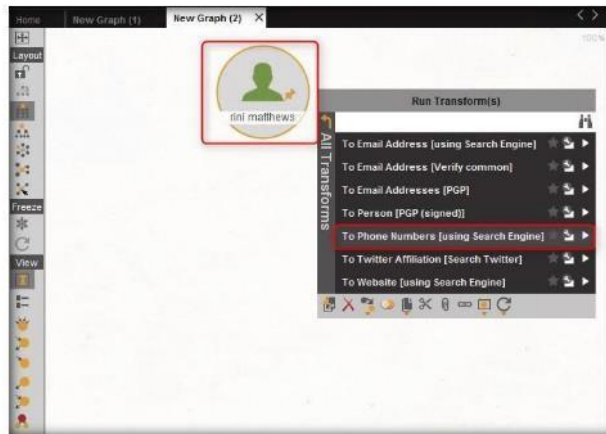 Home New Graph (1) New Graph (2)
100%
Layout
Freeze
View
rini matthews
Run Transform(s)
All Transforms
To Email Address [using Search Engine]
To Email Address [Verify common]
To Email Addresses [PGP]
To Person [PGP (signed)]
To Phone Numbers [using Search Engine]
To Twitter Affiliation [Search Twitter]
To Website [using Search Engine]